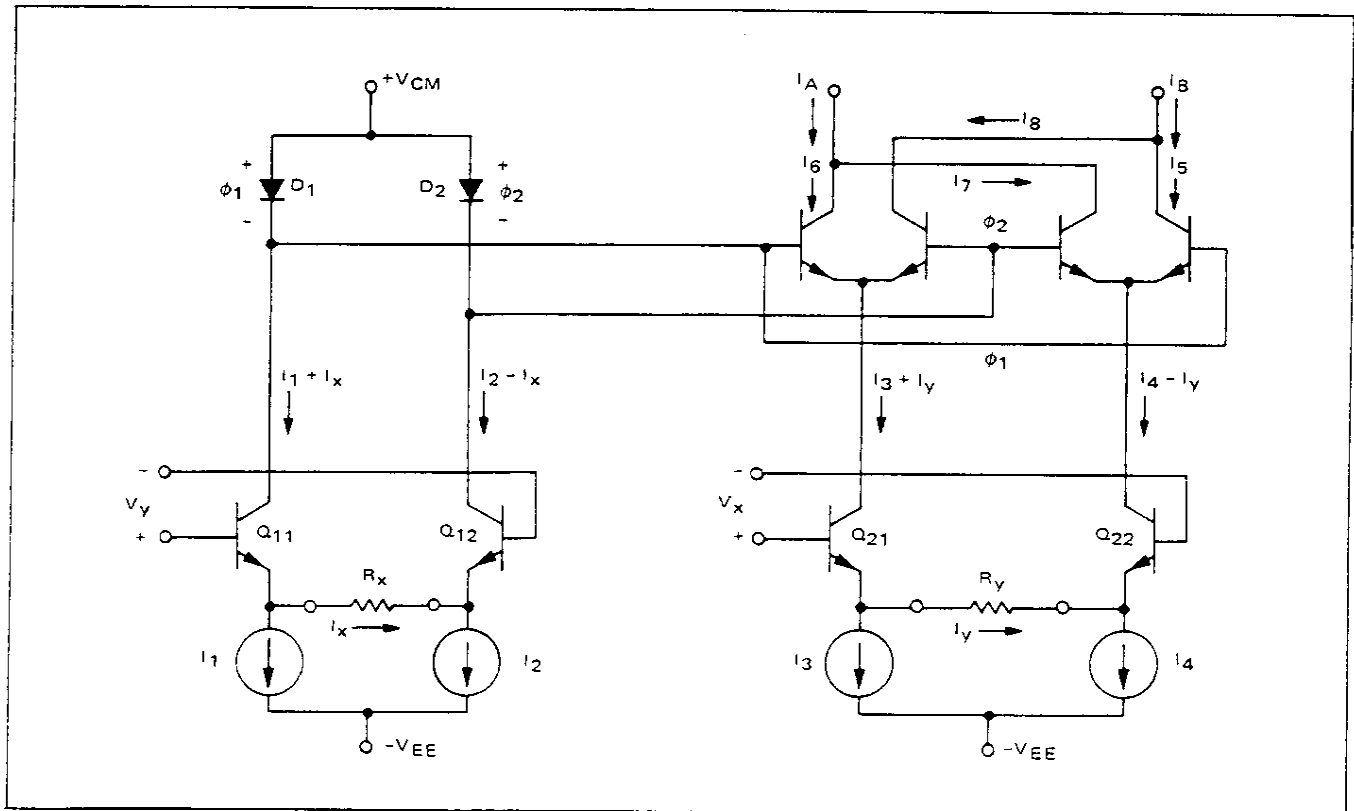 +VCM
IA
IB
I8
+
+
I6
I5
ϕ1
D1
D2
ϕ2
I7
-
-
ϕ2
ϕ1
I1 + Ix
I2 - Ix
I3 + Iy
I4 - Iy
-
-
Vy
Vx
+
Q11
Q12
+
Q21
Q22
Rx
Ry
Ix
Iy
I1
I2
I3
I4
-VEE
-VEE